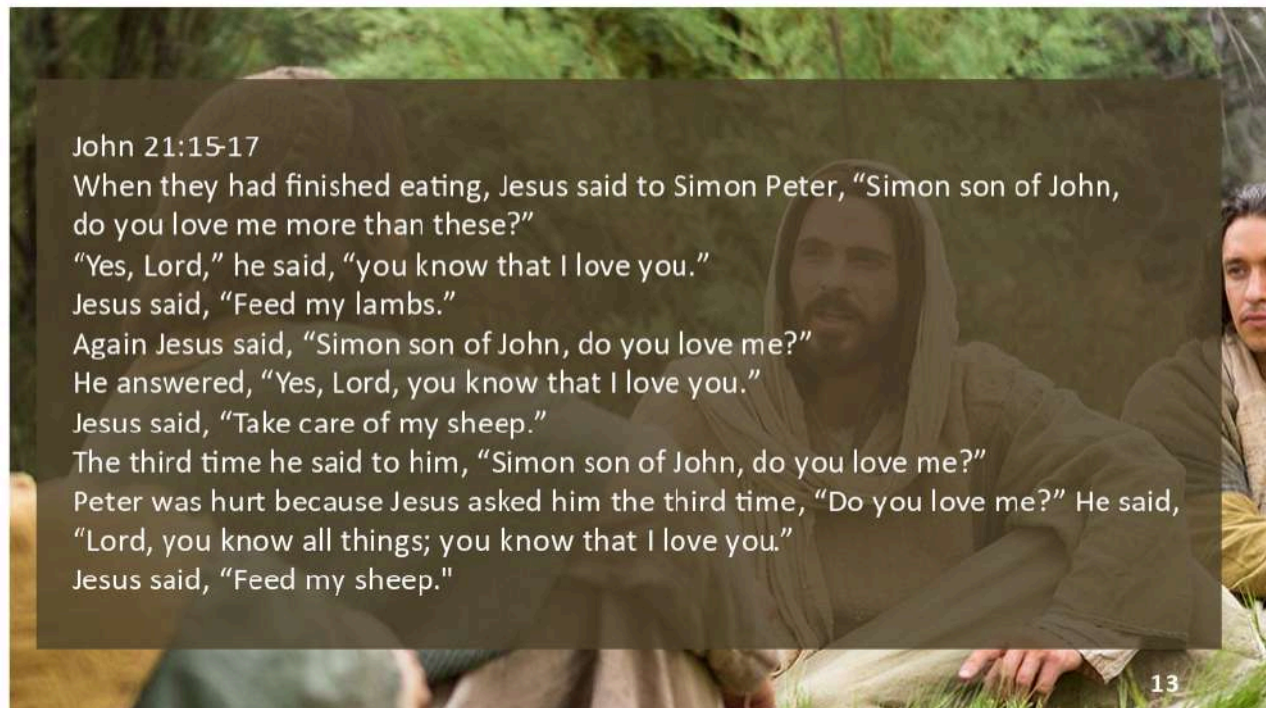 John 21:15-17
When they had finished eating, Jesus said to Simon Peter, “Simon son of John,
do you love me more than these?”
“Yes, Lord,” he said, “you know that I love you.”
Jesus said, “Feed my lambs.”
Again Jesus said, “Simon son of John, do you love me?”
He answered, “Yes, Lord, you know that I love you.”
Jesus said, “Take care of my sheep.”
The third time he said to him, “Simon son of John, do you love me?”
Peter was hurt because Jesus asked him the third time, “Do you love me?” He said,
“Lord, you know all things; you know that I love you.”
Jesus said, “Feed my sheep."
13